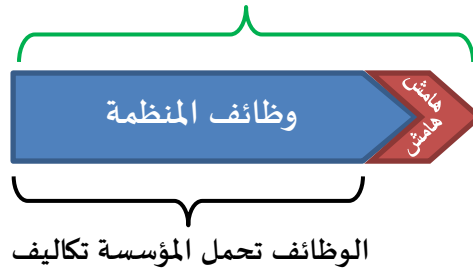 هامش
وظائف المنظمة
هامش
الوظائف تحمل المؤسسة تكاليف